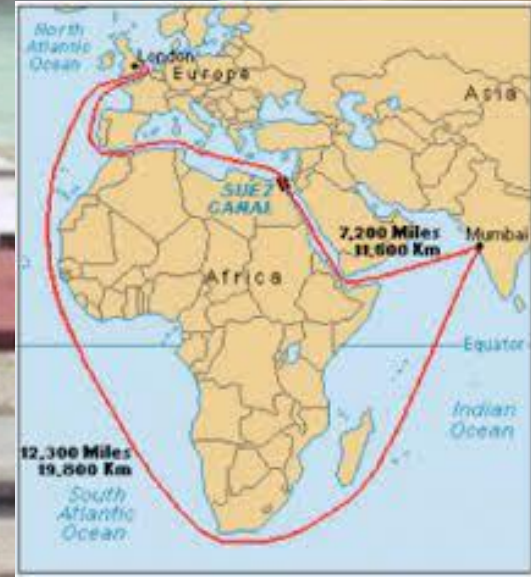 North
Atlantic
Ocean
London
Europe
Asia
SUEZ
CANAL
7,200 Miles
11,600 Km
Mumbai
Africa
Equator
Indian
Ocean
12,300 Miles
19,800 Km
South
Atlantic
Ocean